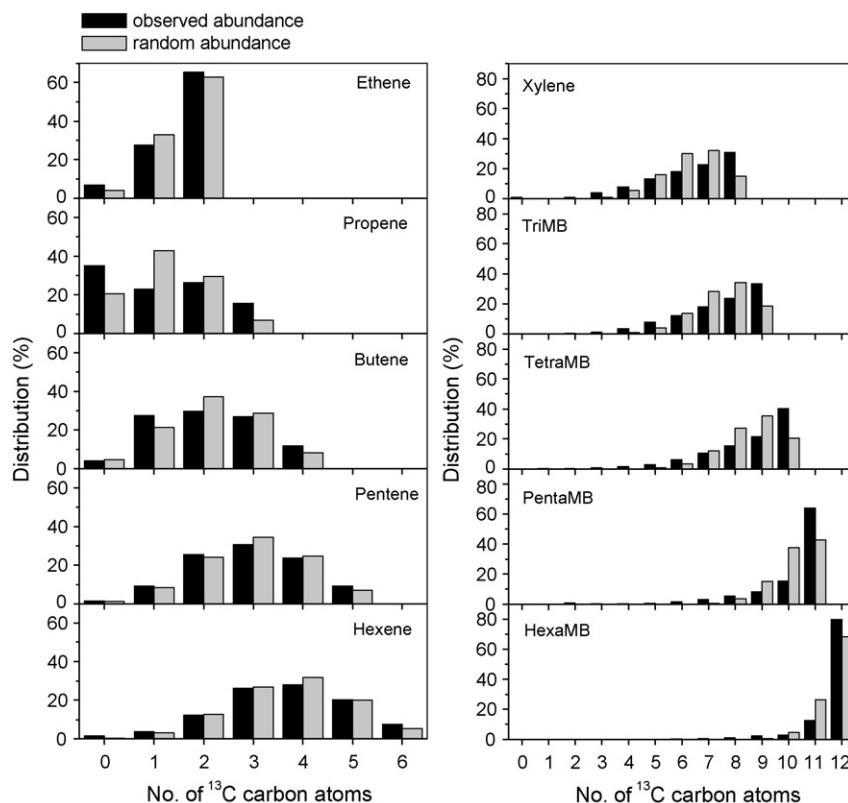 observed abundance
random abundance
Distribution (%)
Ethene
60
40
20
0
Propene
60
40
20
0
Butene
60
40
20
0
Pentene
60
40
20
0
Hexene
60
40
20
0
0 1 2 3 4 5 6
No. of ¹³C carbon atoms
Distribution (%)
Xylene
80
60
40
20
0
TriMB
80
60
40
20
0
TetraMB
80
60
40
20
0
PentaMB
80
60
40
20
0
HexaMB
80
60
40
20
0
0 1 2 3 4 5 6 7 8 9 10 11 12
No. of ¹³C carbon atoms